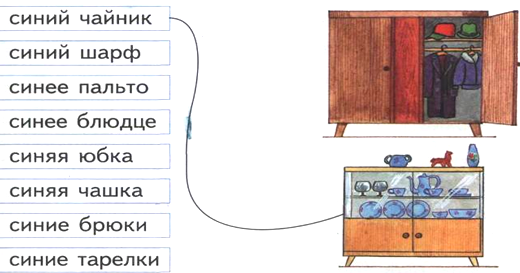 синий чайник
синий шарф
синее пальто
синее блюдце
синяя юбка
синяя чашка
синие брюки
синие тарелки